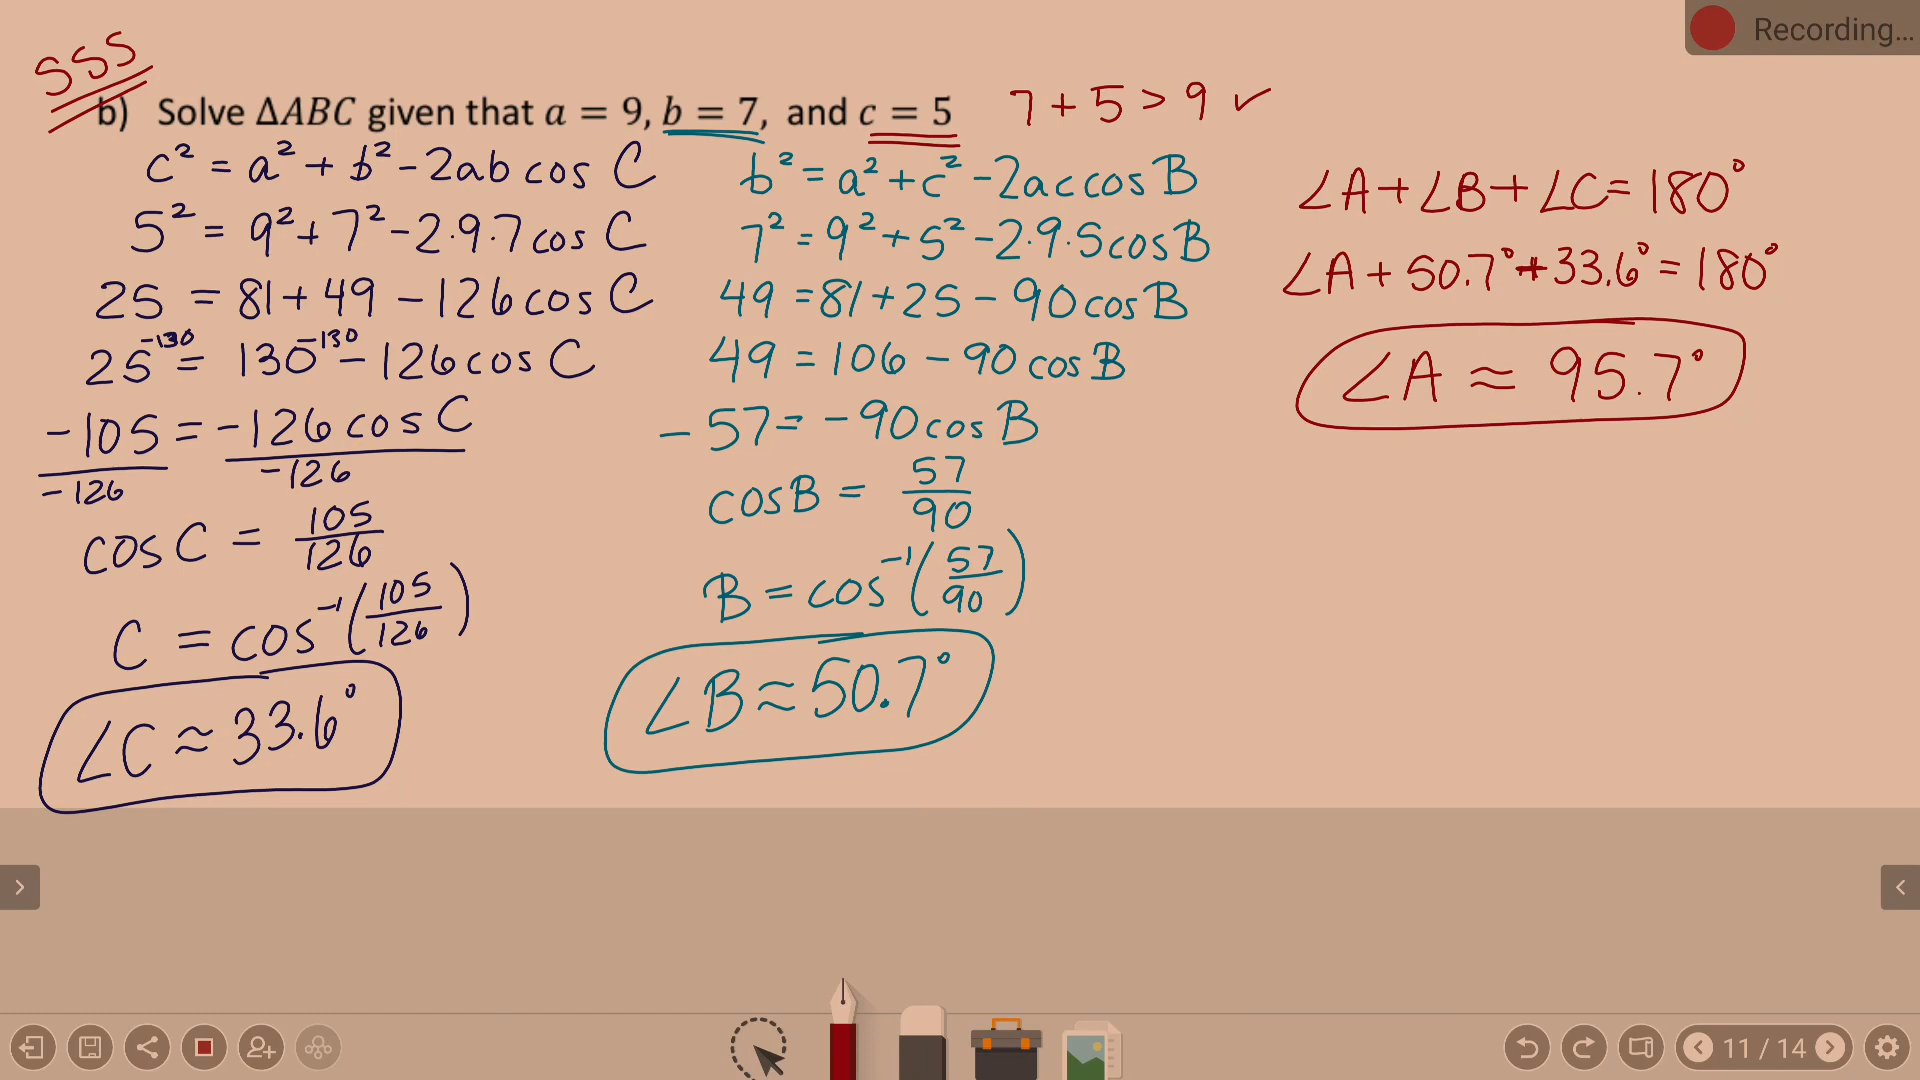 Recording...
SSS
b) Solve ΔABC given that a = 9, b = 7, and c = 5
7 + 5 > 9 ✓
c² = a² + b² - 2ab cos C
5² = 9² + 7² - 2·9·7 cos C
25 = 81 + 49 - 126 cos C
25 -130 = 130 -130 - 126 cos C
-105 = -126 cos C
-126 -126
cos C = 105/126
C = cos⁻¹(105/126)
∠C ≈ 33.6°
b² = a² + c² - 2ac cos B
7² = 9² + 5² - 2·9·5 cos B
49 = 81 + 25 - 90 cos B
49 = 106 - 90 cos B
-57 = -90 cos B
cos B = 57/90
B = cos⁻¹(57/90)
∠B ≈ 50.7°
∠A + ∠B + ∠C = 180°
∠A + 50.7° + 33.6° = 180°
∠A ≈ 95.7°
11 / 14